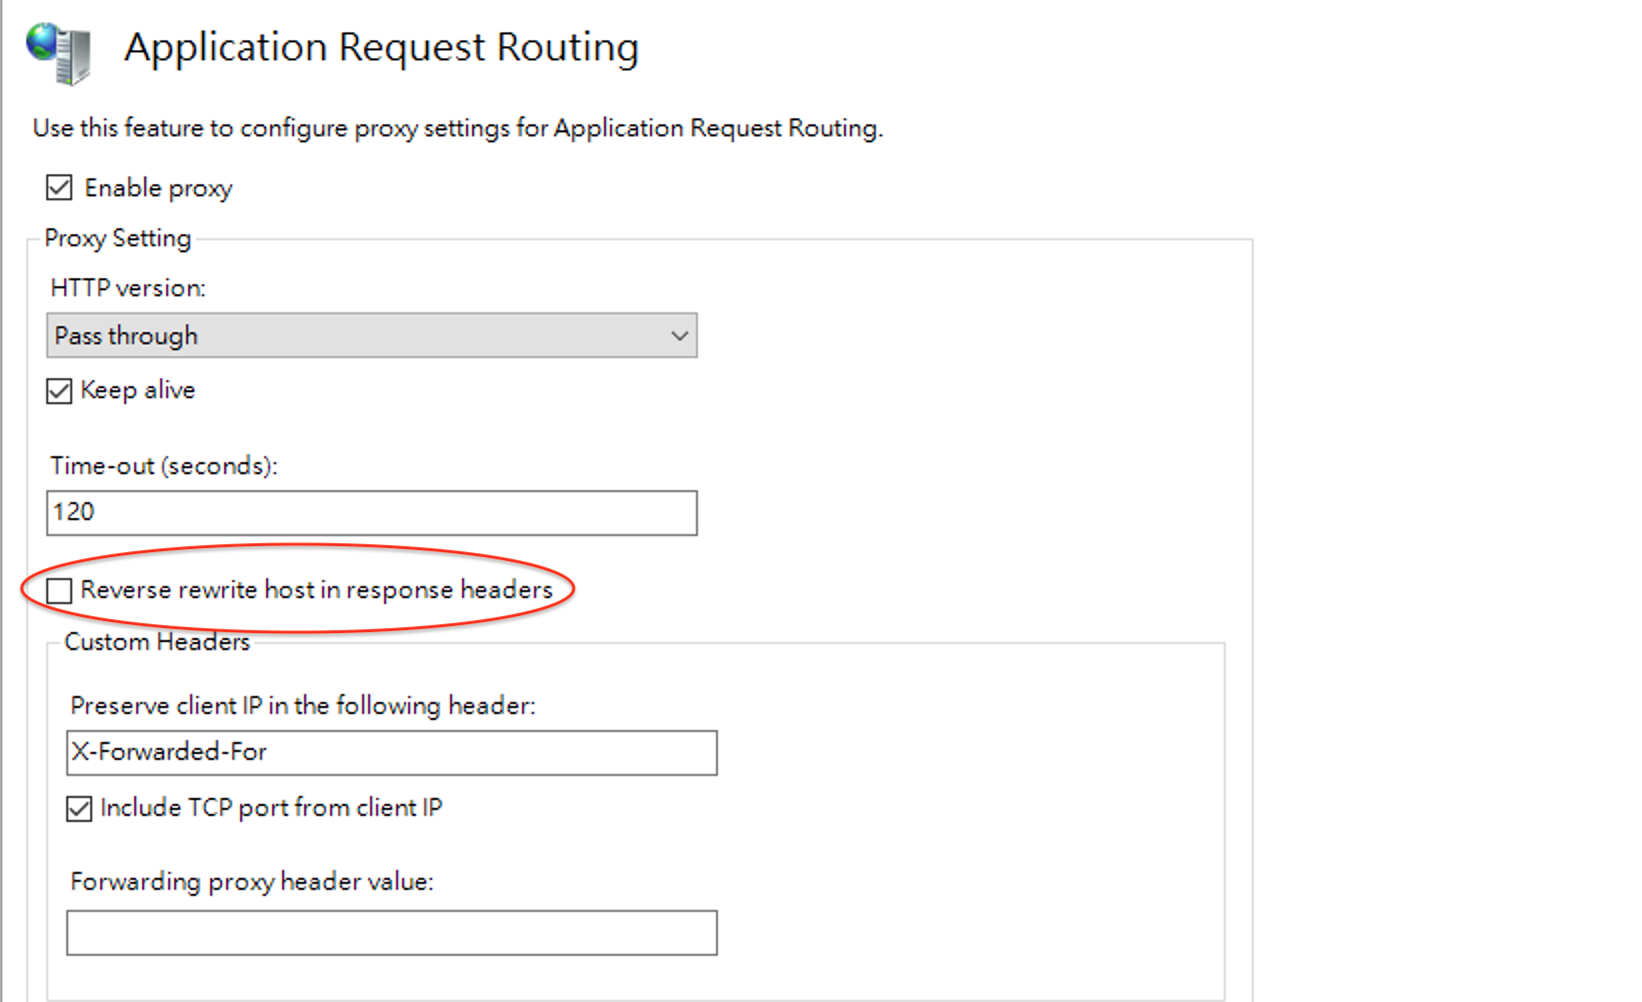 Application Request Routing
Use this feature to configure proxy settings for Application Request Routing.
Enable proxy
Proxy Setting
HTTP version:
Pass through
Keep alive
Time-out (seconds):
120
Reverse rewrite host in response headers
Custom Headers
Preserve client IP in the following header:
X-Forwarded-For
Include TCP port from client IP
Forwarding proxy header value: